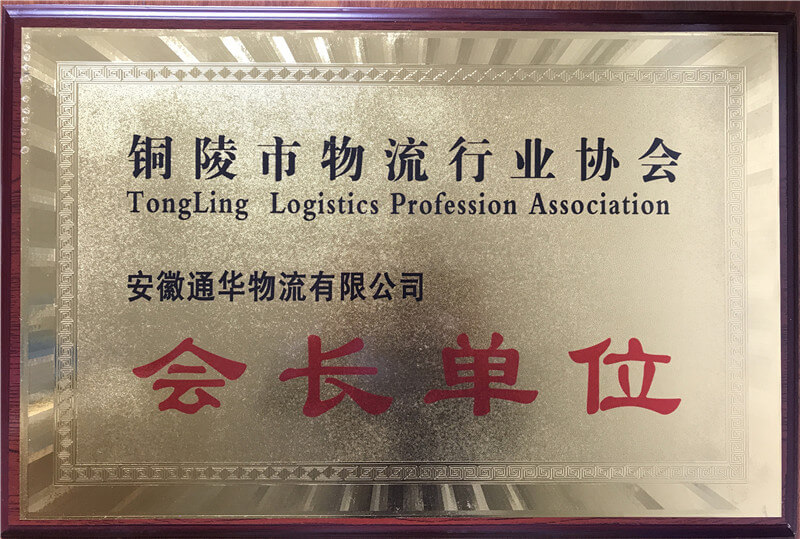 铜陵市物流行业协会
TongLing Logistics Profession Association
安徽通华物流有限公司
会长单位